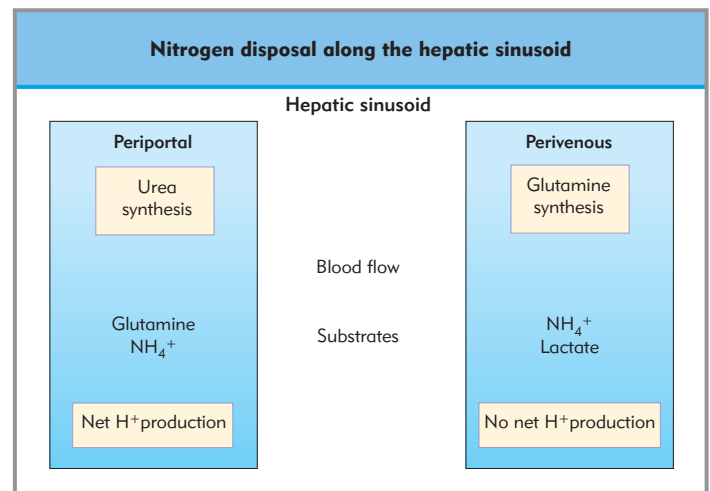 Nitrogen disposal along the hepatic sinusoid
Hepatic sinusoid
Periportal
Urea
synthesis
Glutamine
NH₄⁺
Net H⁺production
Blood flow
Substrates
Perivenous
Glutamine
synthesis
NH₄⁺
Lactate
No net H⁺production